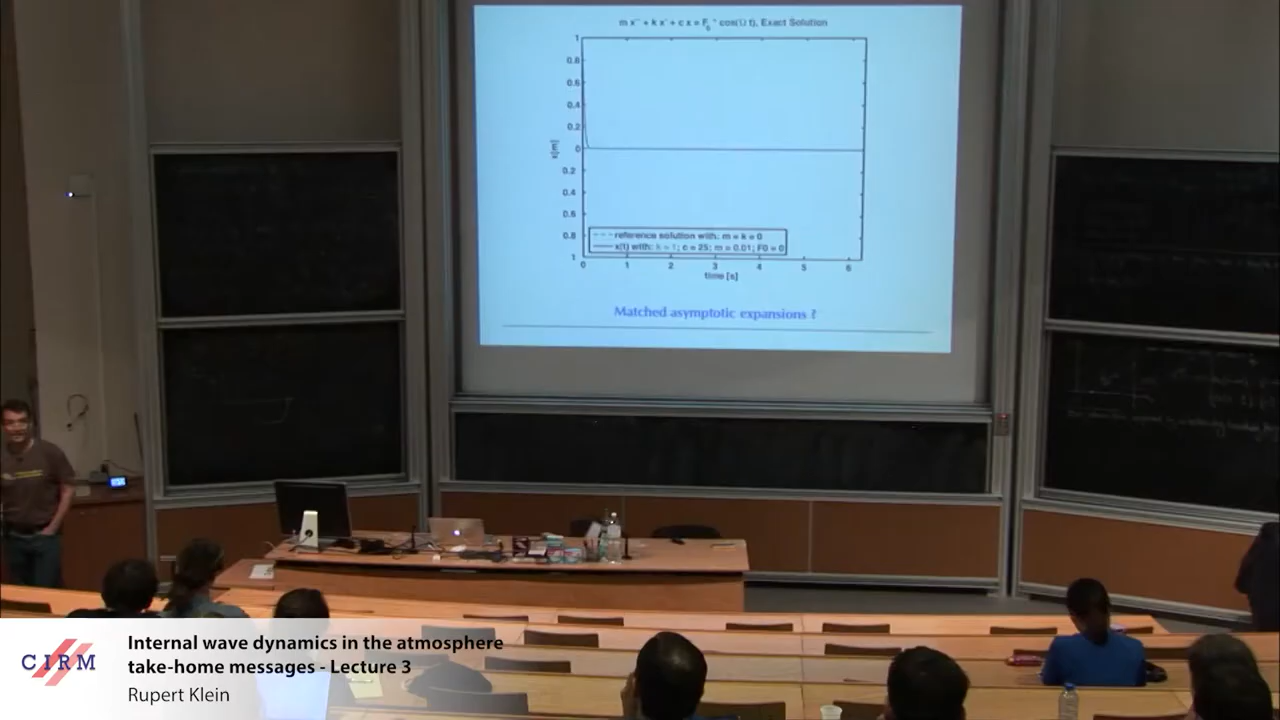 m x'' + k x' + c x = F0 * cos(Ω t), Exact Solution
1
0.8
0.6
0.4
0.2
0
0.2
0.4
0.6
0.8
1
x[m]
reference solution with: m = k = 0
x(t) with: k = 1; c = 25; m = 0.01; F0 = 0
0 1 2 3 4 5 6
time [s]
Matched asymptotic expansions ?
CIRM
Internal wave dynamics in the atmosphere
take-home messages - Lecture 3
Rupert Klein